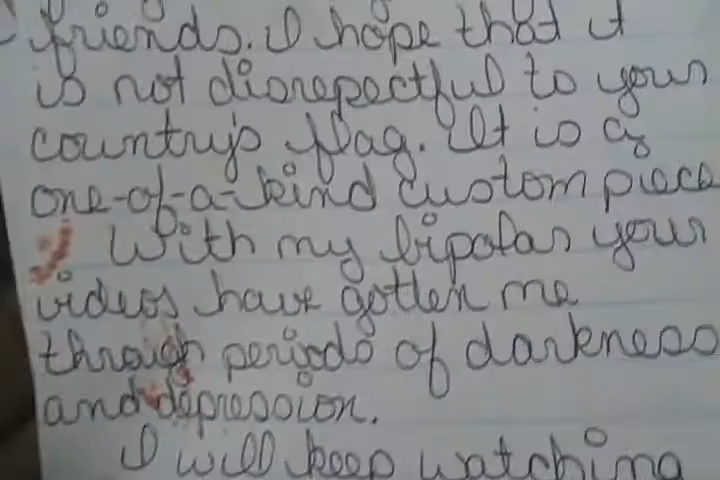 friends. I hope that it
is not disrepectful to your
country's flag. It is a
one-of-a-kind custom piece
With my bipolar your
videos have gotten me
through periods of darkness
and depression.
I will keep watching